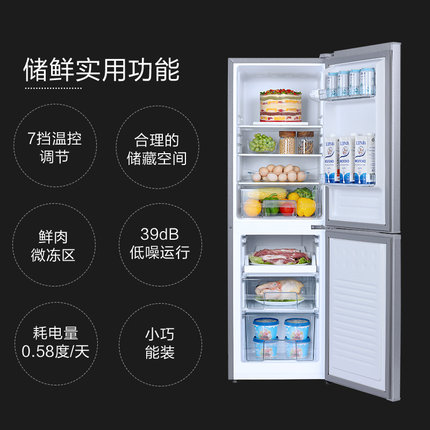 储鲜实用功能
7挡温控
调节
合理的
储藏空间
鲜肉
微冻区
39dB
低噪运行
耗电量
0.58度/天
小巧
能装